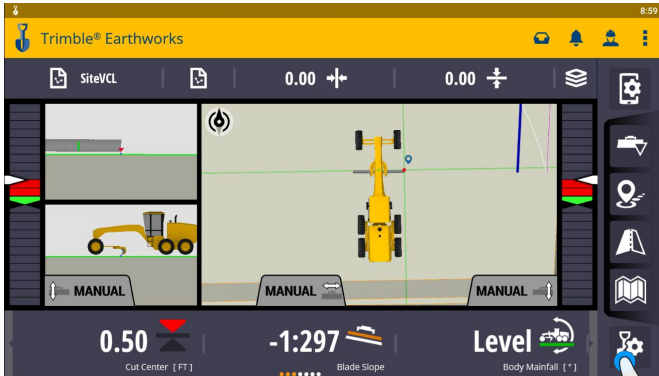 8:59
Trimble® Earthworks
SiteVCL
0.00
0.00
MANUAL
MANUAL
MANUAL
0.50
-1:297
Level
Cut Center [FT]
Blade Slope
Body Mainfall [°]